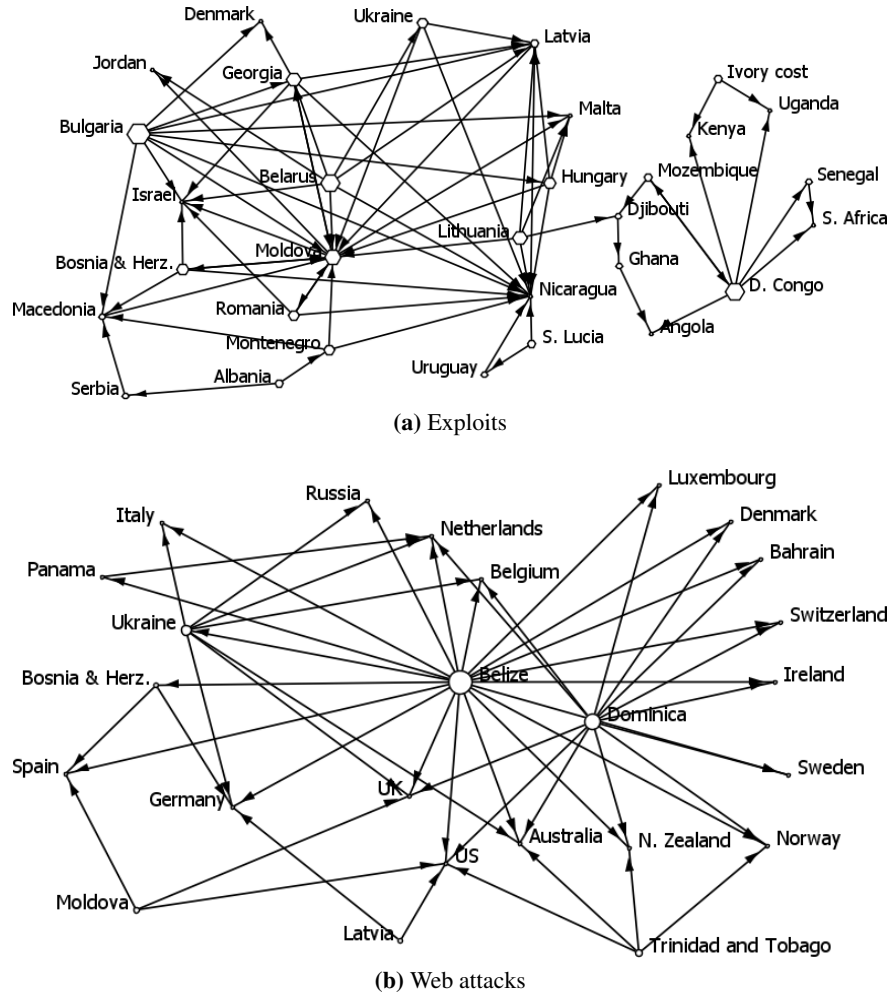 Denmark
Ukraine
Latvia
Jordan
Georgia
Ivory cost
Bulgaria
Malta
Uganda
Kenya
Belarus
Hungary
Mozembique
Senegal
Israel
Djibouti
S. Africa
Lithuania
Moldova
Bosnia & Herz.
Ghana
Nicaragua
D. Congo
Macedonia
Romania
Angola
Montenegro
S. Lucia
Uruguay
Albania
Serbia
(a) Exploits
Luxembourg
Russia
Italy
Netherlands
Denmark
Bahrain
Panama
Belgium
Ukraine
Switzerland
Bosnia & Herz.
Belize
Ireland
Dominica
Spain
Sweden
Germany
UK
Australia
N. Zealand
Norway
US
Moldova
Latvia
Trinidad and Tobago
(b) Web attacks